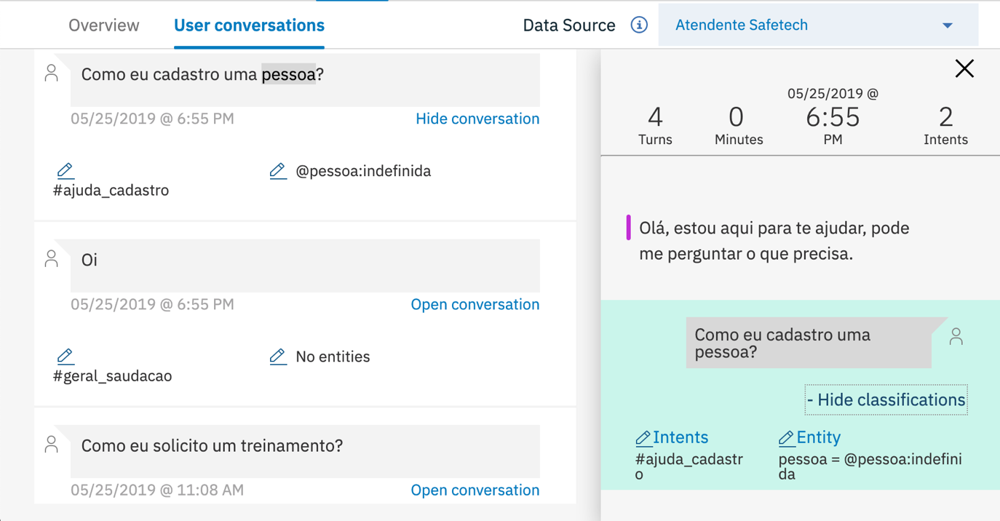 Overview
User conversations
Data Source
Atendente Safetech
Como eu cadastro uma pessoa?
05/25/2019 @ 6:55 PM
Hide conversation
#ajuda_cadastro
@pessoa:indefinida
Oi
05/25/2019 @ 6:55 PM
Open conversation
#geral_saudacao
No entities
Como eu solicito um treinamento?
05/25/2019 @ 11:08 AM
Open conversation
4
Turns
0
Minutes
05/25/2019 @
6:55
PM
2
Intents
Olá, estou aqui para te ajudar, pode
me perguntar o que precisa.
Como eu cadastro uma
pessoa?
- Hide classifications
Intents
#ajuda_cadastr
o
Entity
pessoa = @pessoa:indefini
da